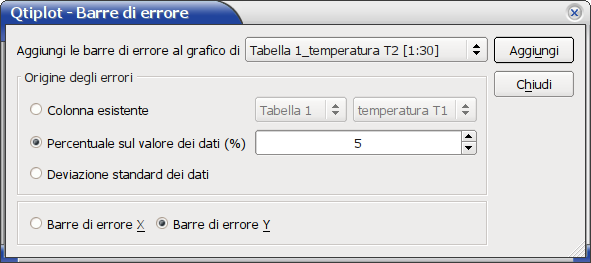 Qtiplot - Barre di errore
Aggiungi le barre di errore al grafico di Tabella 1_temperatura T2 [1:30] Aggiungi
Chiudi
Origine degli errori
Colonna esistente Tabella 1 temperatura T1
Percentuale sul valore dei dati (%) 5
Deviazione standard dei dati
Barre di errore X Barre di errore Y